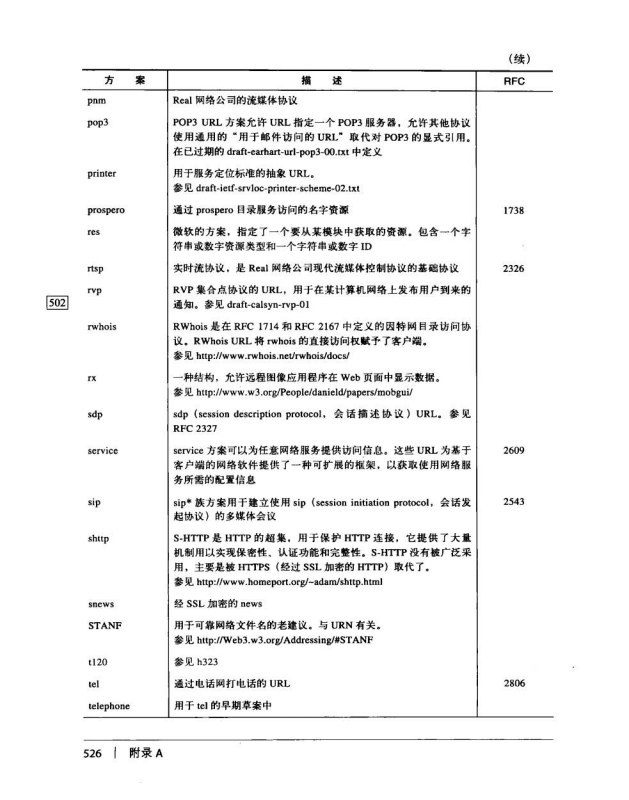 （续）
方 案 描 述 RFC
pnm Real 网络公司的流媒体协议
pop3 POP3 URL 方案允许 URL 指定一个 POP3 服务器，允许其他协议
使用通用的“用于邮件访问的 URL”取代对 POP3 的显式引用。
在已过期的 draft-earhart-url-pop3-00.txt 中定义
printer 用于服务定位标准的抽象 URL。
参见 draft-ietf-srvloc-printer-scheme-02.txt
prospero 通过 prospero 目录服务访问的名字资源 1738
res 微软的方案，指定了一个要从某模块中获取的资源。包含一个字
符串或数字资源类型和一个字符串或数字 ID
rtsp 实时流协议，是 Real 网络公司现代流媒体控制协议的基础协议 2326
rvp RVP 集合点协议的 URL，用于在某计算机网络上发布用户到来的
502 通知。参见 draft-calsyn-rvp-01
rwhois RWhois 是在 RFC 1714 和 RFC 2167 中定义的因特网目录访问协
议。RWhois URL 将 rwhois 的直接访问权赋予了客户端。
参见 http://www.rwhois.net/rwhois/docs/
rx 一种结构，允许远程图像应用程序在 Web 页面中显示数据。
参见 http://www.w3.org/People/danield/papers/mobgui/
sdp sdp（session description protocol，会话描述协议）URL。参见
RFC 2327
service service 方案可以为任意网络服务提供访问信息。这些 URL 为基于 2609
客户端的网络软件提供了一种可扩展的框架，以获取使用网络服
务所需的配置信息
sip sip* 族方案用于建立使用 sip（session initiation protocol，会话发 2543
起协议）的多媒体会议
shttp S-HTTP 是 HTTP 的超集，用于保护 HTTP 连接，它提供了大量
机制用以实现保密性、认证功能和完整性。S-HTTP 没有被广泛采
用，主要是被 HTTPS（经过 SSL 加密的 HTTP）取代了。
参见 http://www.homeport.org/~adam/shttp.html
snews 经 SSL 加密的 news
STANF 用于可靠网络文件名的老建议。与 URN 有关。
参见 http://Web3.w3.org/Addressing/#STANF
t120 参见 h323
tel 通过电话网打电话的 URL 2806
telephone 用于 tel 的早期草案中
526 | 附录 A